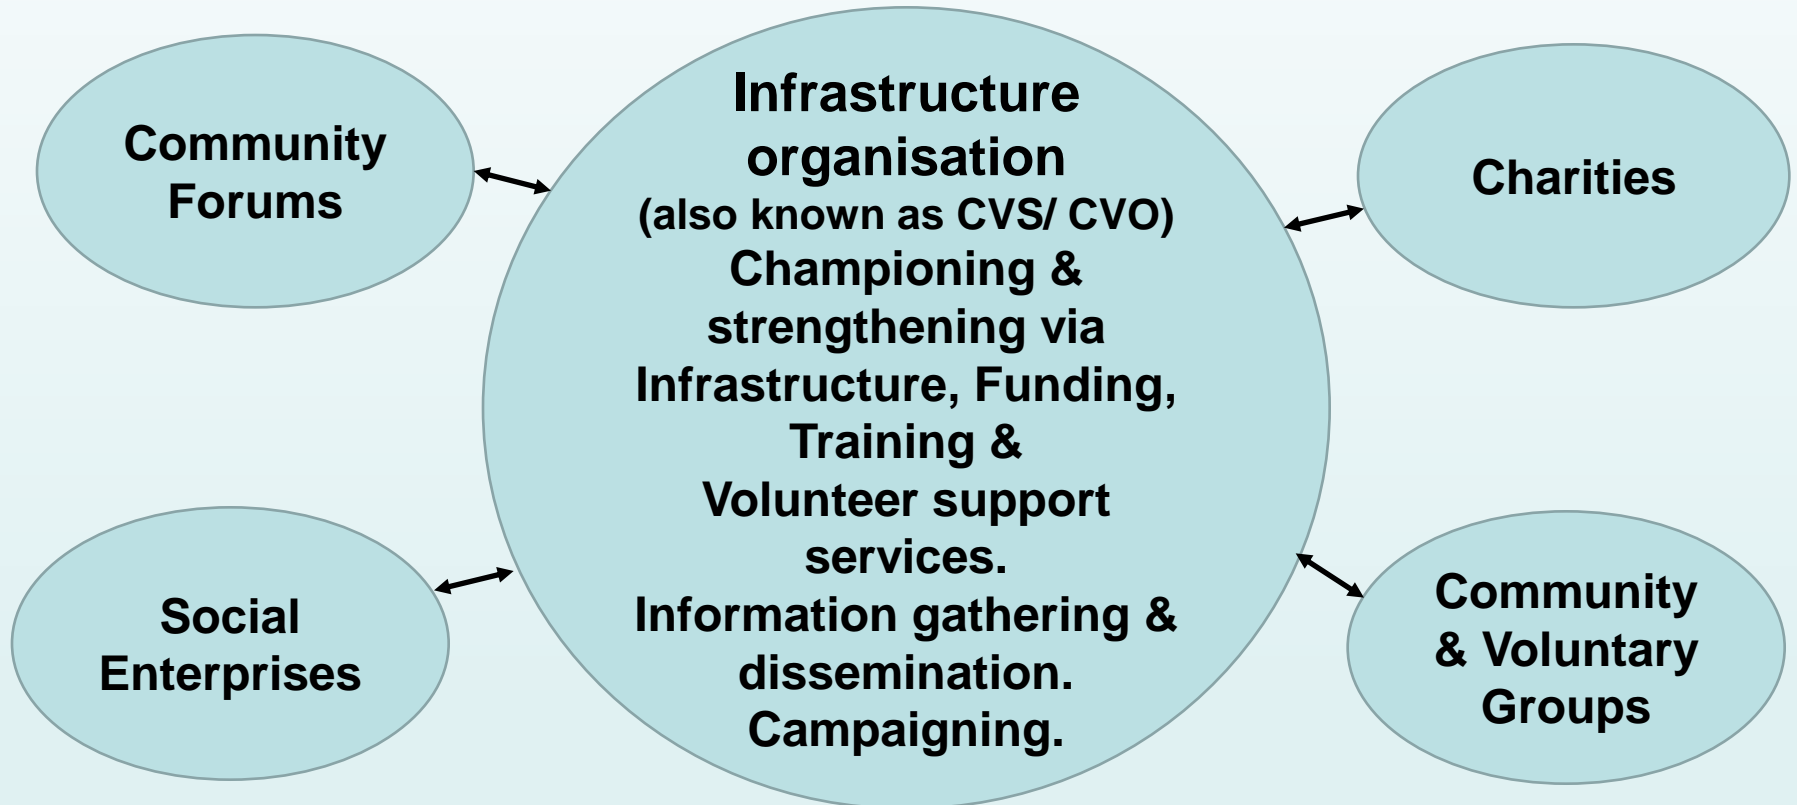 Community
Forums
Infrastructure
organisation
(also known as CVS/ CVO)
Championing &
strengthening via
Infrastructure, Funding,
Training &
Volunteer support
services.
Information gathering &
dissemination.
Campaigning.
Charities
Social
Enterprises
Community
& Voluntary
Groups